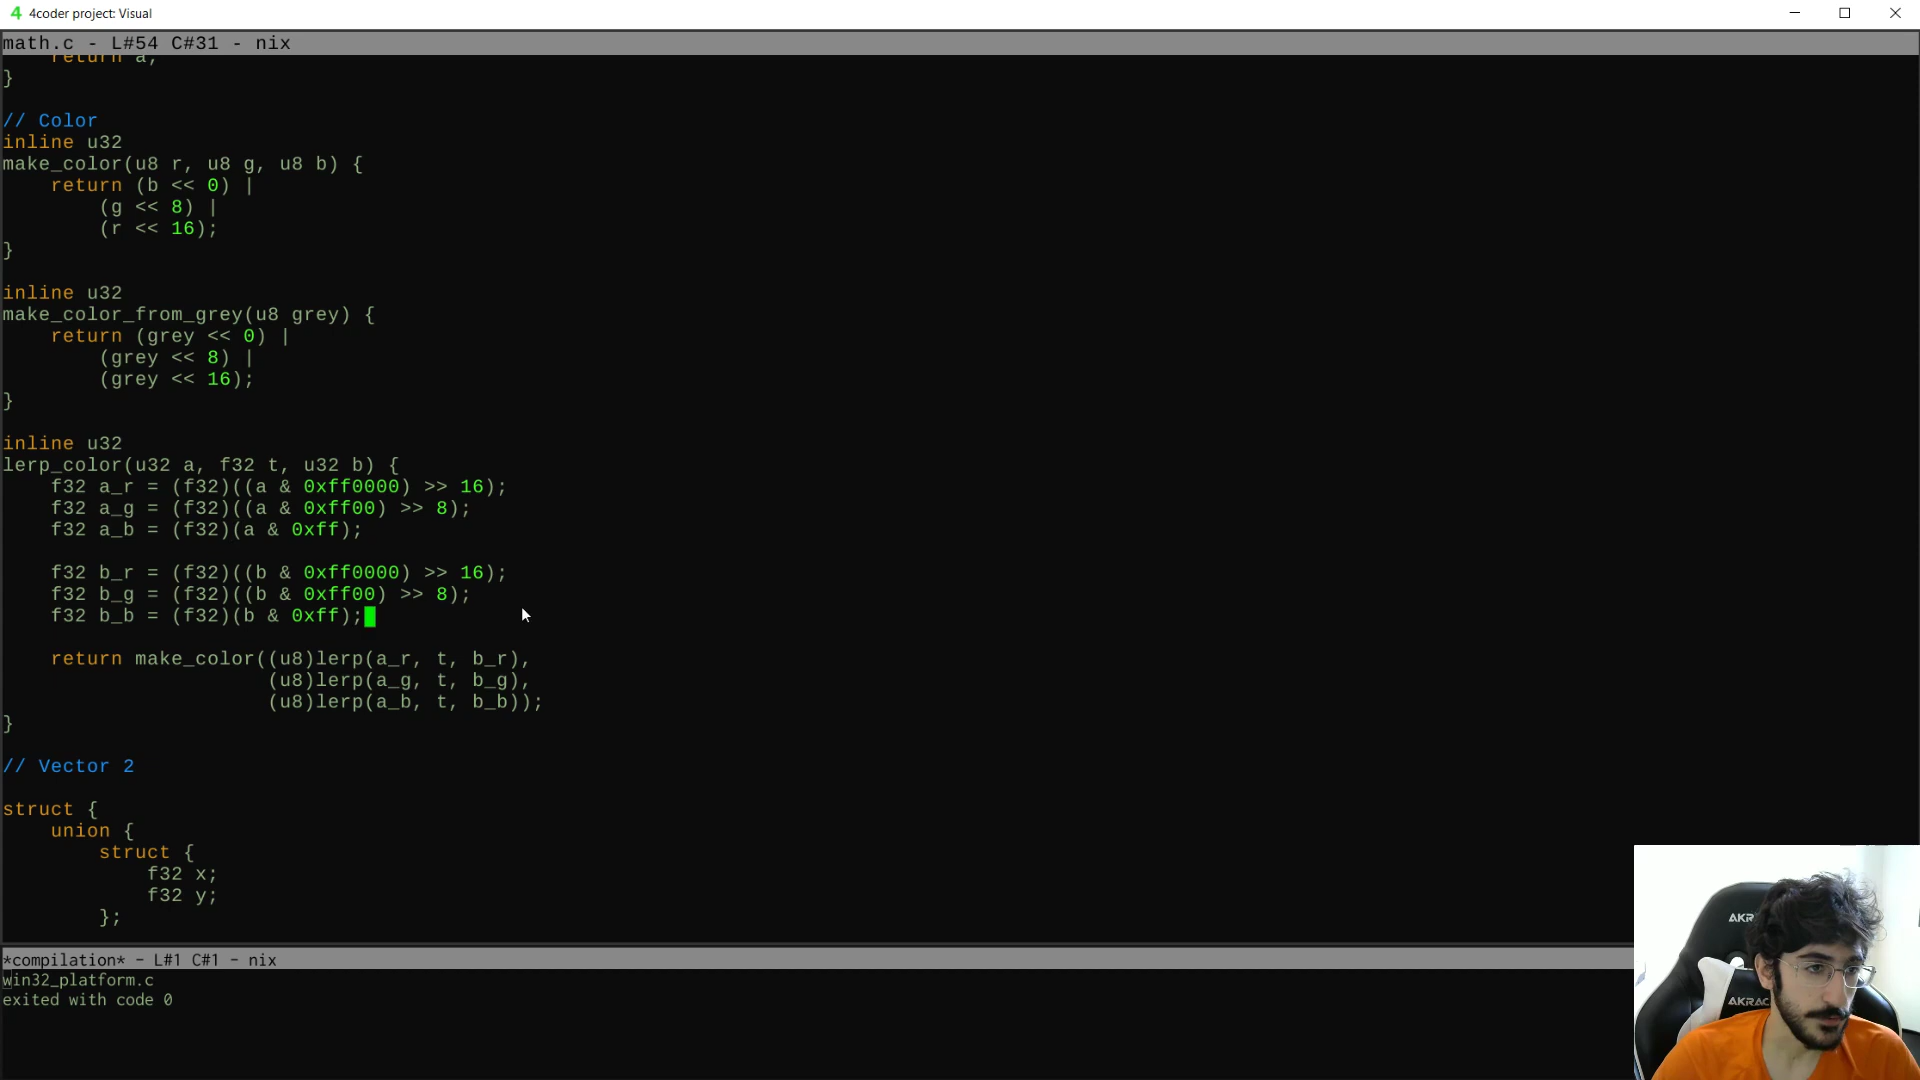 4 4coder project: Visual
math.c - L#54 C#31 - nix
return a;
}
// Color
inline u32
make_color(u8 r, u8 g, u8 b) {
return (b << 0) |
(g << 8) |
(r << 16);
}
inline u32
make_color_from_grey(u8 grey) {
return (grey << 0) |
(grey << 8) |
(grey << 16);
}
inline u32
lerp_color(u32 a, f32 t, u32 b) {
f32 a_r = (f32)((a & 0xff0000) >> 16);
f32 a_g = (f32)((a & 0xff00) >> 8);
f32 a_b = (f32)(a & 0xff);
f32 b_r = (f32)((b & 0xff0000) >> 16);
f32 b_g = (f32)((b & 0xff00) >> 8);
f32 b_b = (f32)(b & 0xff);
return make_color((u8)lerp(a_r, t, b_r),
(u8)lerp(a_g, t, b_g),
(u8)lerp(a_b, t, b_b));
}
// Vector 2
struct {
union {
struct {
f32 x;
f32 y;
};
*compilation* - L#1 C#1 - nix
win32_platform.c
exited with code 0
AKRAC